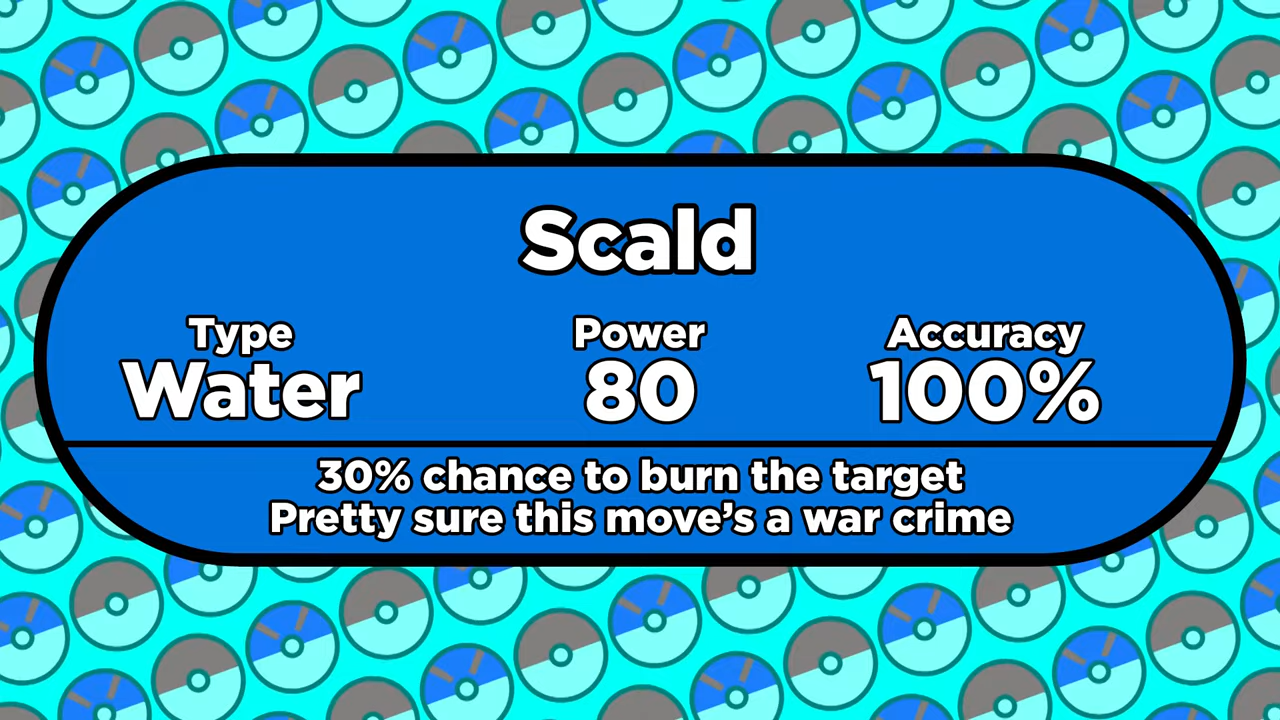 Scald
Type Power Accuracy
Water 80 100%
30% chance to burn the target
Pretty sure this move's a war crime